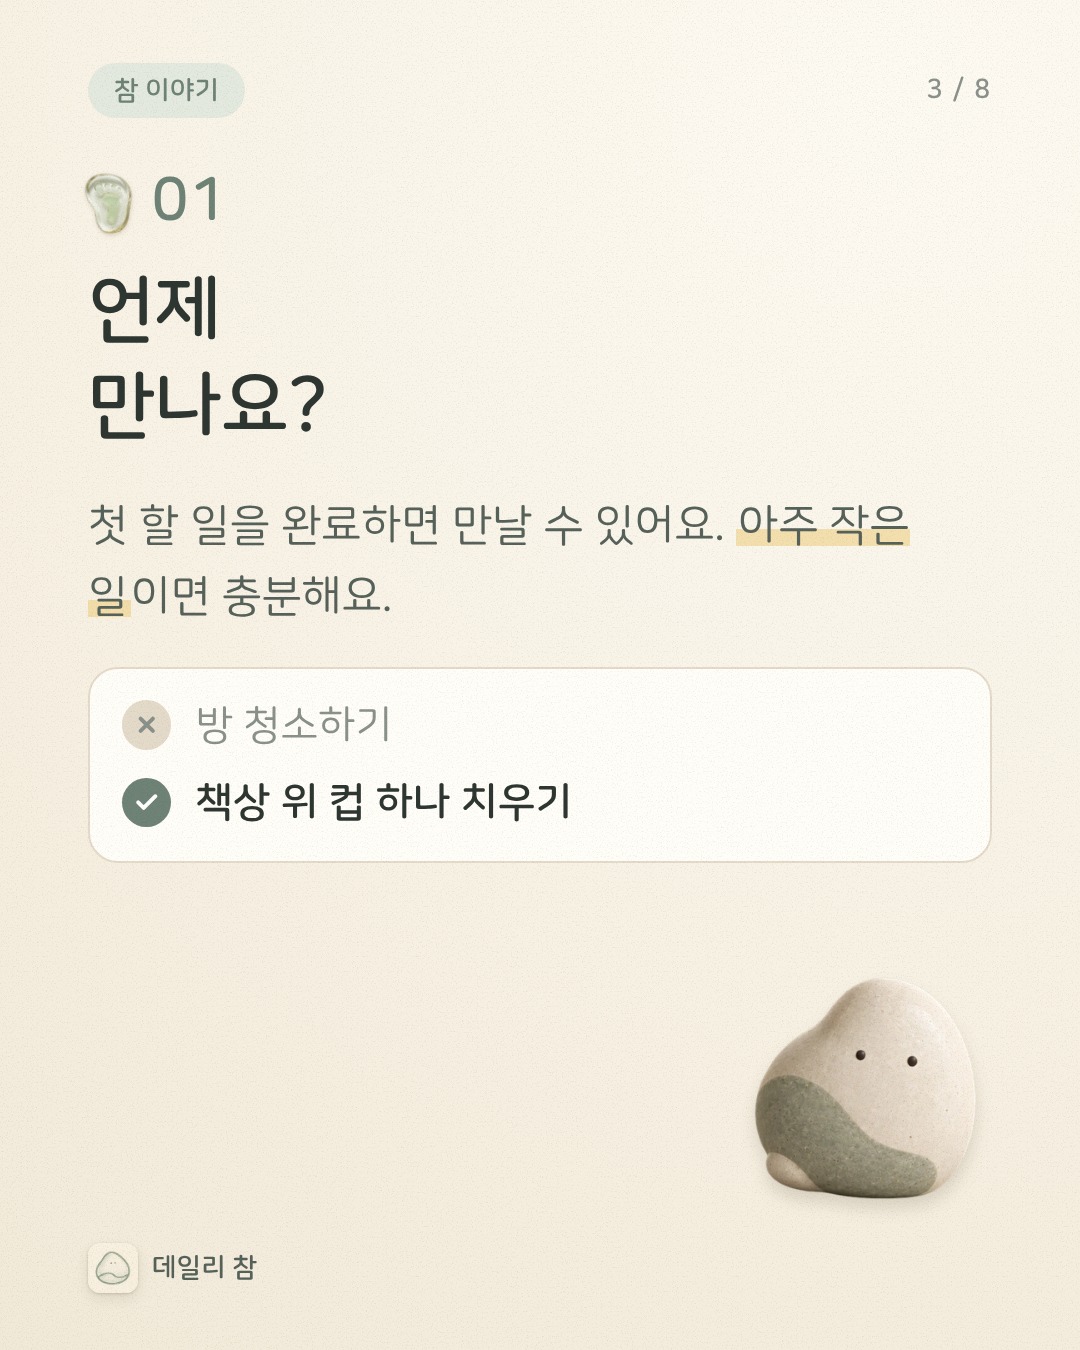 참 이야기
3 / 8
01
언제
만나요?
첫 할 일을 완료하면 만날 수 있어요. 아주 작은
일이면 충분해요.
방 청소하기
책상 위 컵 하나 치우기
데일리 참